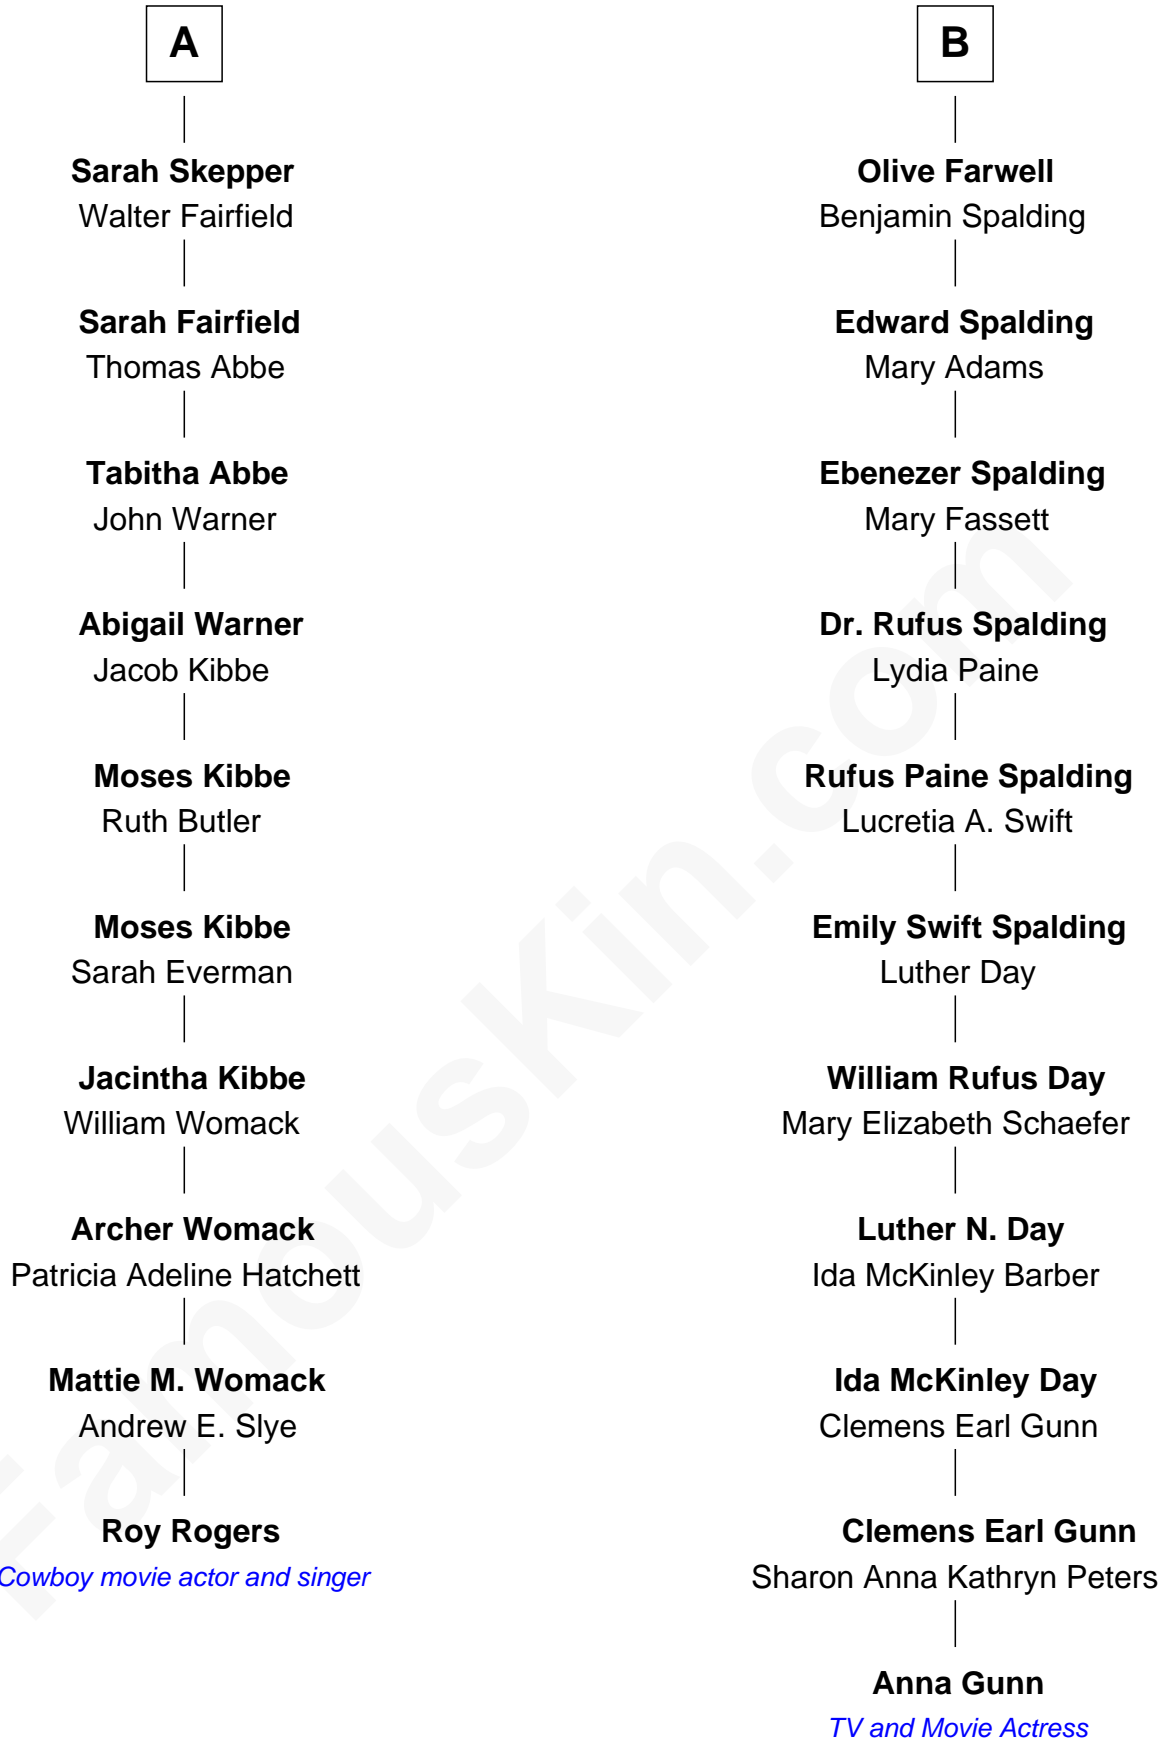 A
Sarah Skepper
Walter Fairfield
Sarah Fairfield
Thomas Abbe
Tabitha Abbe
John Warner
Abigail Warner
Jacob Kibbe
Moses Kibbe
Ruth Butler
Moses Kibbe
Sarah Everman
Jacintha Kibbe
William Womack
Archer Womack
Patricia Adeline Hatchett
Mattie M. Womack
Andrew E. Slye
Roy Rogers
Cowboy movie actor and singer
B
Olive Farwell
Benjamin Spalding
Edward Spalding
Mary Adams
Ebenezer Spalding
Mary Fassett
Dr. Rufus Spalding
Lydia Paine
Rufus Paine Spalding
Lucretia A. Swift
Emily Swift Spalding
Luther Day
William Rufus Day
Mary Elizabeth Schaefer
Luther N. Day
Ida McKinley Barber
Ida McKinley Day
Clemens Earl Gunn
Clemens Earl Gunn
Sharon Anna Kathryn Peters
Anna Gunn
TV and Movie Actress
FamousKin.com